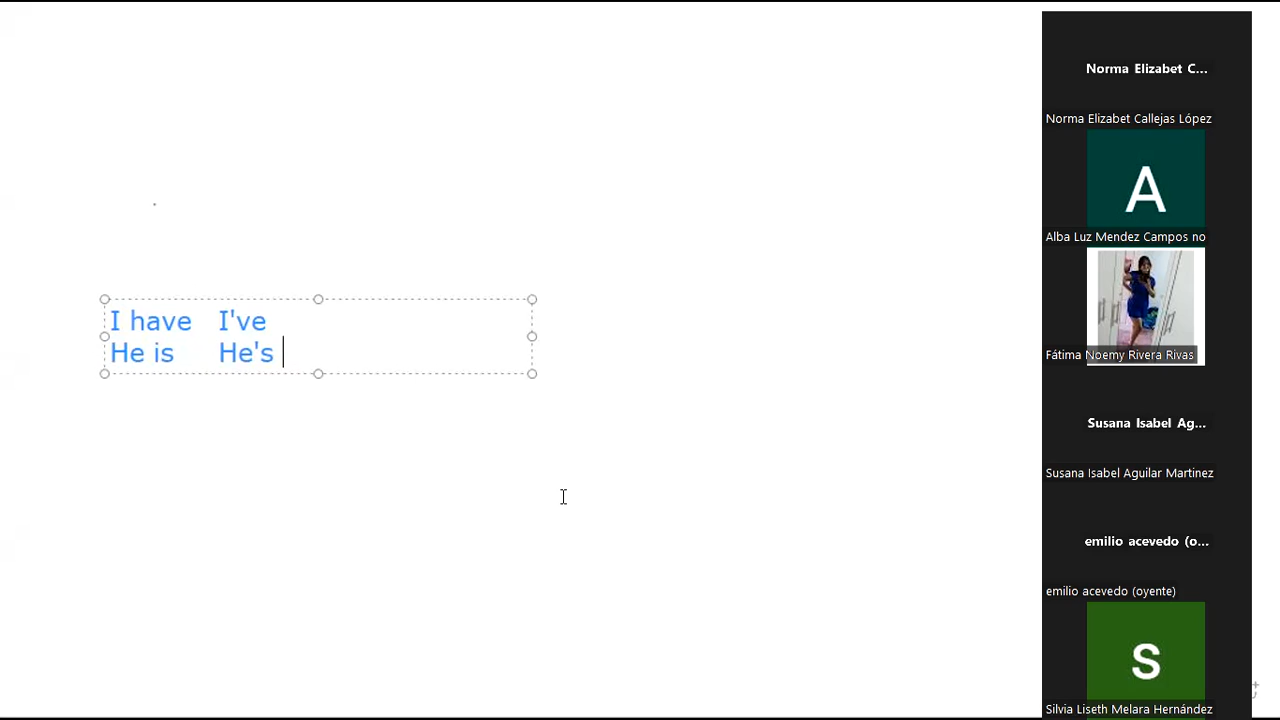 I have I've
He is He's
Norma Elizabet C...
Norma Elizabet Callejas López
A
Alba Luz Mendez Campos no
Fátima Noemy Rivera Rivas
Susana Isabel Ag...
Susana Isabel Aguilar Martinez
emilio acevedo (o...
emilio acevedo (oyente)
S
Silvia Liseth Melara Hernández